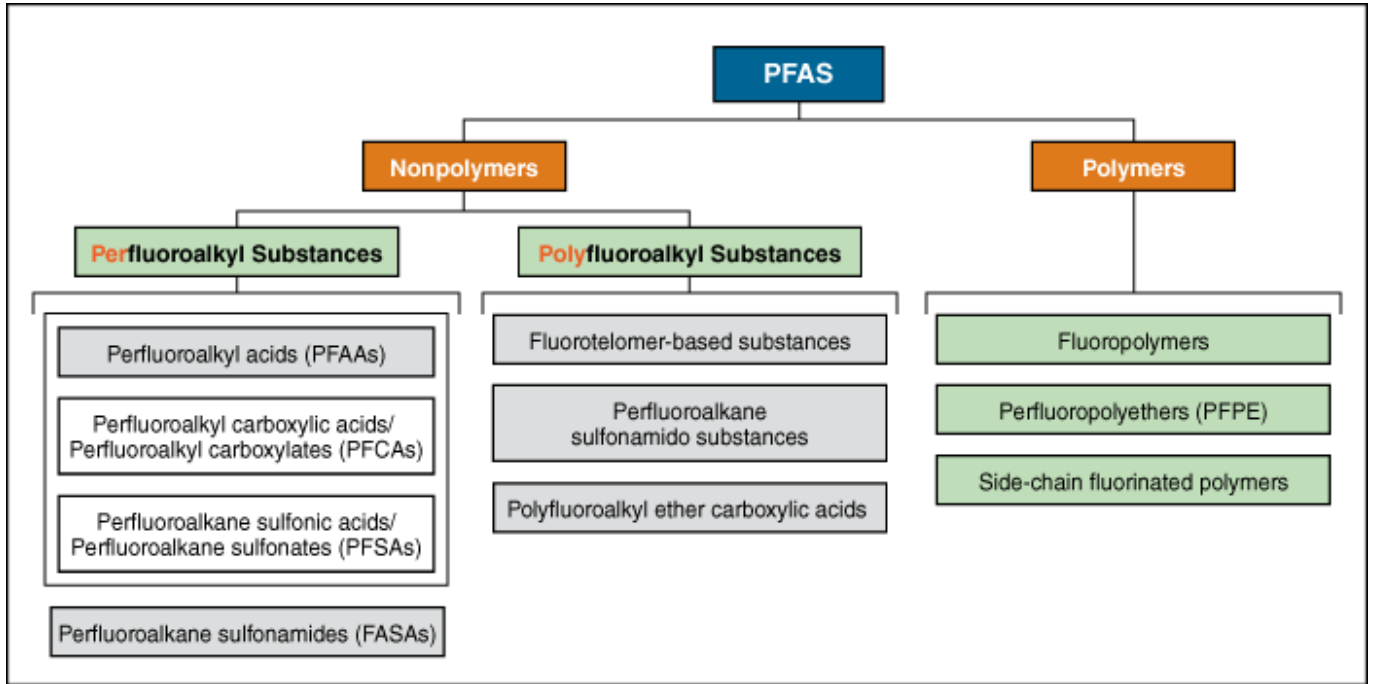 PFAS
Nonpolymers
Polymers
Perfluoroalkyl Substances
Polyfluoroalkyl Substances
Perfluoroalkyl acids (PFAAs)
Perfluoroalkyl carboxylic acids/
Perfluoroalkyl carboxylates (PFCAs)
Perfluoroalkane sulfonic acids/
Perfluoroalkane sulfonates (PFSAs)
Perfluoroalkane sulfonamides (FASAs)
Fluorotelomer-based substances
Perfluoroalkane
sulfonamido substances
Polyfluoroalkyl ether carboxylic acids
Fluoropolymers
Perfluoropolyethers (PFPE)
Side-chain fluorinated polymers